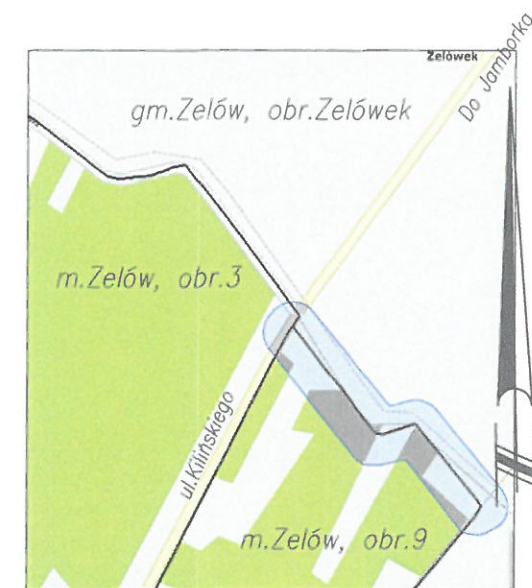 Zelówek
Do Jamborka
gm.Zelów, obr.Zelówek
m.Zelów, obr.3
ul.Kilińskiego
m.Zelów, obr.9